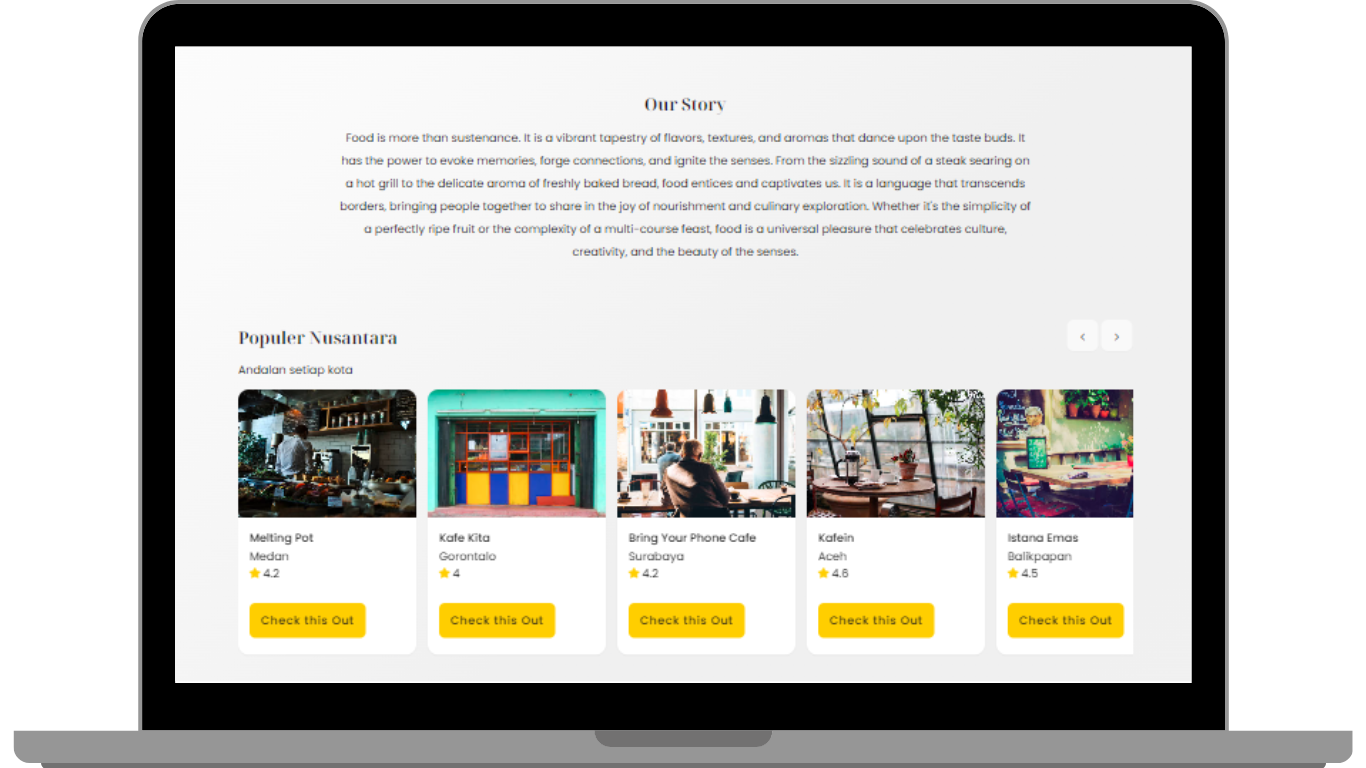 Our Story
Food is more than sustenance. It is a vibrant tapestry of flavors, textures, and aromas that dance upon the taste buds. It
has the power to evoke memories, forge connections, and ignite the senses. From the sizzling sound of a steak searing on
a hot grill to the delicate aroma of freshly baked bread, food entices and captivates us. It is a language that transcends
borders, bringing people together to share in the joy of nourishment and culinary exploration. Whether it's the simplicity of
a perfectly ripe fruit or the complexity of a multi-course feast, food is a universal pleasure that celebrates culture,
creativity, and the beauty of the senses.
Populer Nusantara
Andalan setiap kota
Melting Pot
Medan
4.2
Check this Out
Kafe Kita
Gorontalo
4
Check this Out
Bring Your Phone Cafe
Surabaya
4.2
Check this Out
Kafein
Aceh
4.6
Check this Out
Istana Emas
Balikpapan
4.5
Check this Out